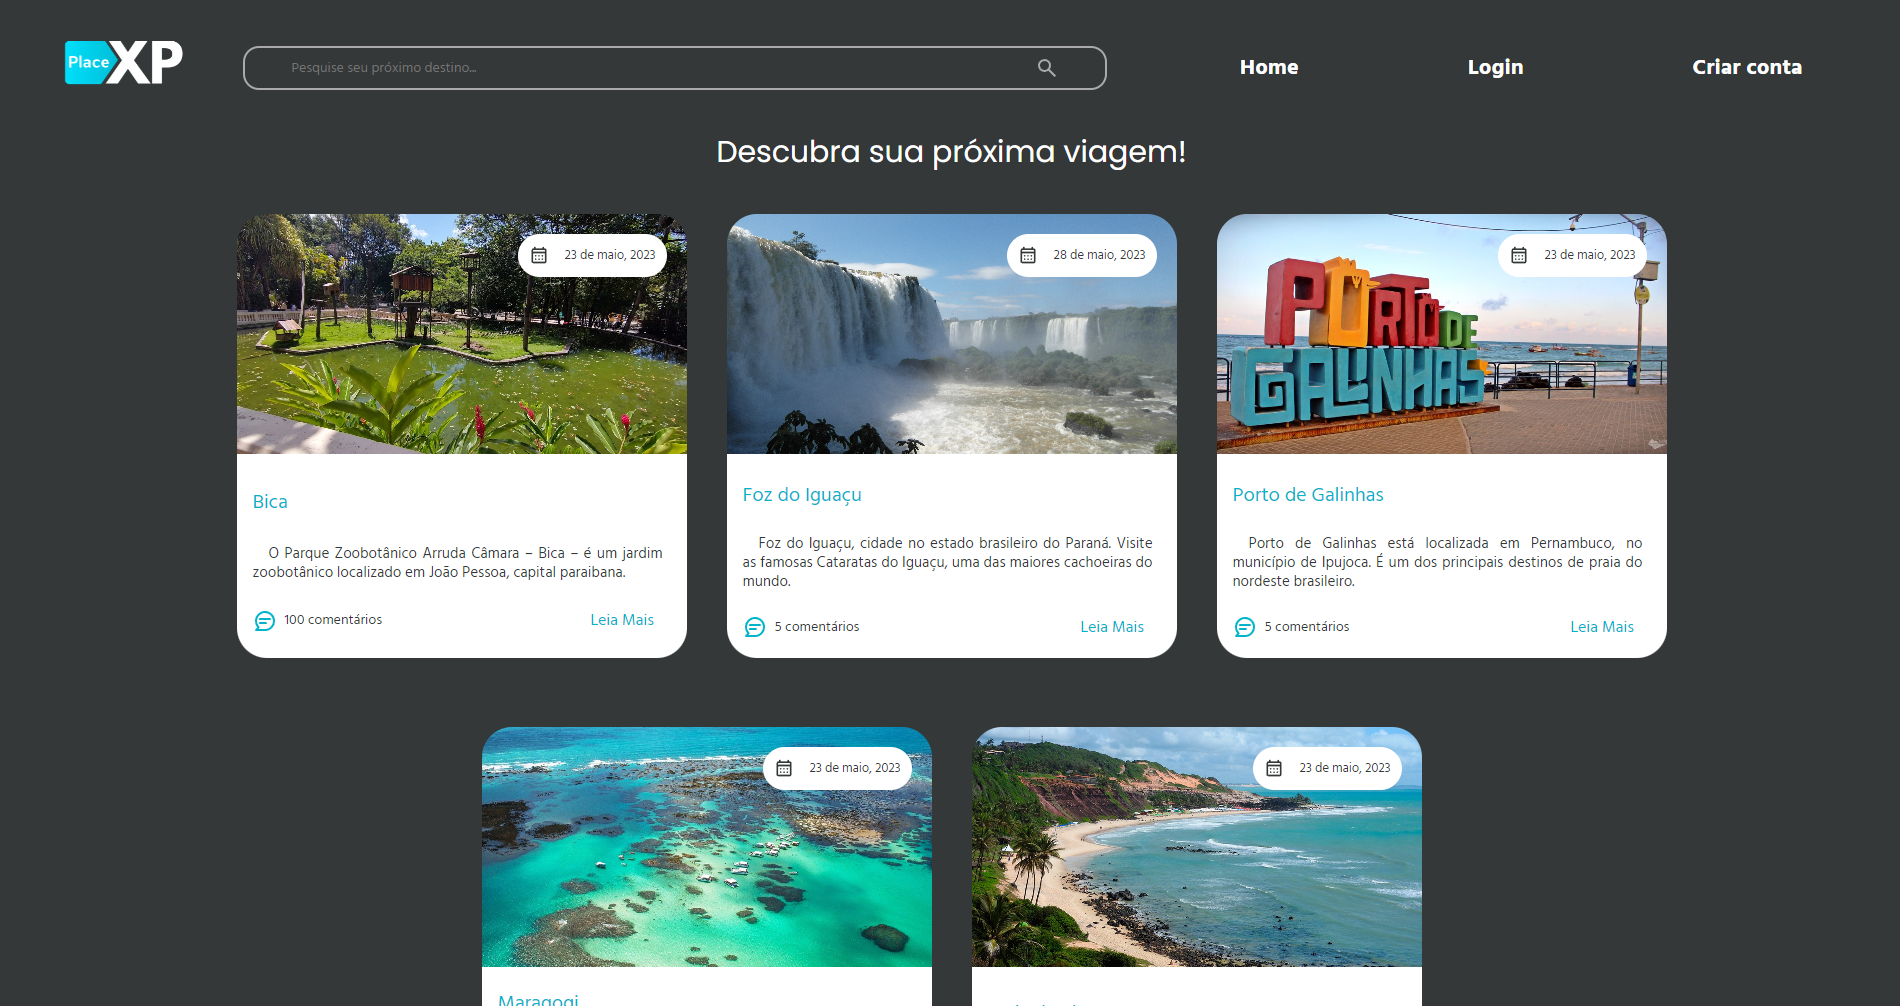 Place XP
Pesquise seu próximo destino...
Home
Login
Criar conta
Descubra sua próxima viagem!
23 de maio, 2023
Bica
O Parque Zoobotânico Arruda Câmara – Bica – é um jardim
zoobotânico localizado em João Pessoa, capital paraibana.
100 comentários
Leia Mais
28 de maio, 2023
Foz do Iguaçu
Foz do Iguaçu, cidade no estado brasileiro do Paraná. Visite
as famosas Cataratas do Iguaçu, uma das maiores cachoeiras do
mundo.
5 comentários
Leia Mais
23 de maio, 2023
PORTO DE
GALINHAS
Porto de Galinhas
Porto de Galinhas está localizada em Pernambuco, no
município de Ipujoca. É um dos principais destinos de praia do
nordeste brasileiro.
5 comentários
Leia Mais
23 de maio, 2023
Maragogi
23 de maio, 2023